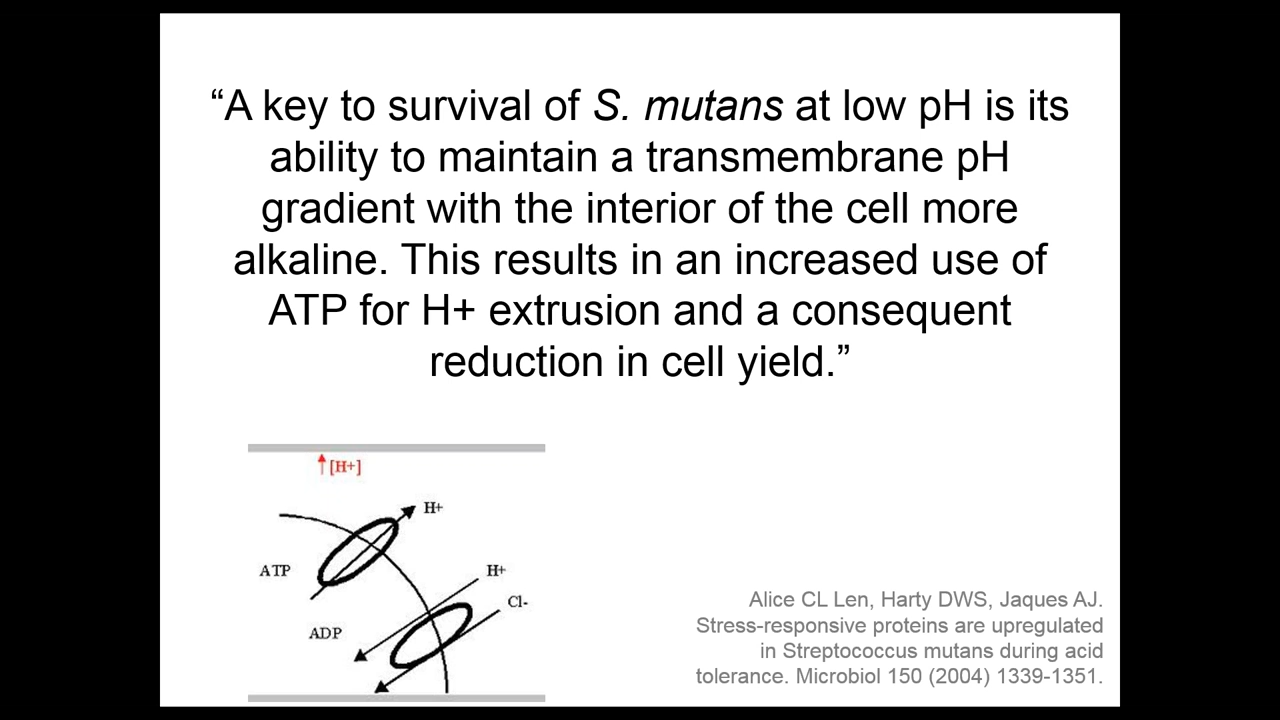 “A key to survival of S. mutans at low pH is its
ability to maintain a transmembrane pH
gradient with the interior of the cell more
alkaline. This results in an increased use of
ATP for H+ extrusion and a consequent
reduction in cell yield.”
[H+]
H+
ATP
H+
Cl-
ADP
Alice CL Len, Harty DWS, Jaques AJ.
Stress-responsive proteins are upregulated
in Streptococcus mutans during acid
tolerance. Microbiol 150 (2004) 1339-1351.